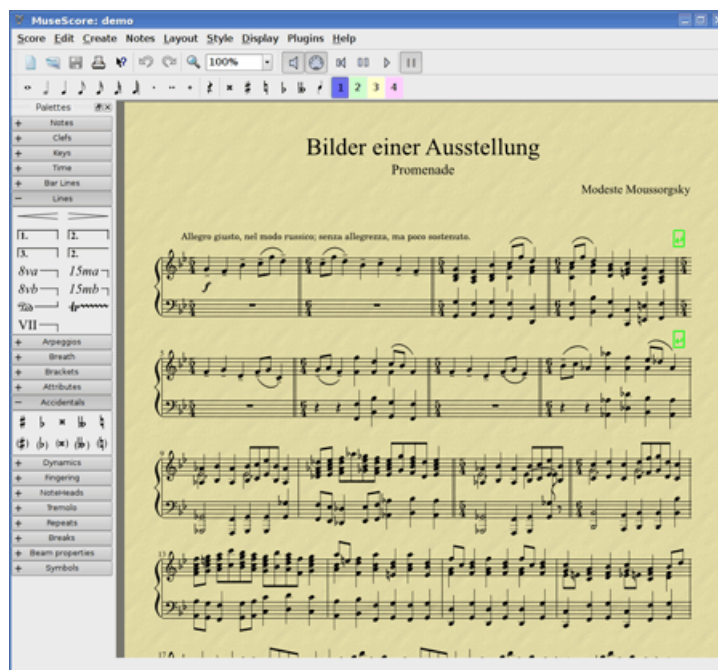 MuseScore: demo
Score Edit Create Notes Layout Style Display Plugins Help
100%
1 2 3 4
Palettes
Notes
Clefs
Keys
Time
Bar Lines
Lines
1. 2.
3. 2.
8va 15ma
8vb 15mb
VII
Arpeggios
Breath
Brackets
Attributes
Accidentals
Dynamics
Fingering
NoteHeads
Tremolo
Repeats
Breaks
Beam properties
Symbols
Bilder einer Ausstellung
Promenade
Modeste Moussorgsky
Allegro giusto, nel modo russico; senza allegrezza, ma poco sostenuto.
f
5
9
13
17